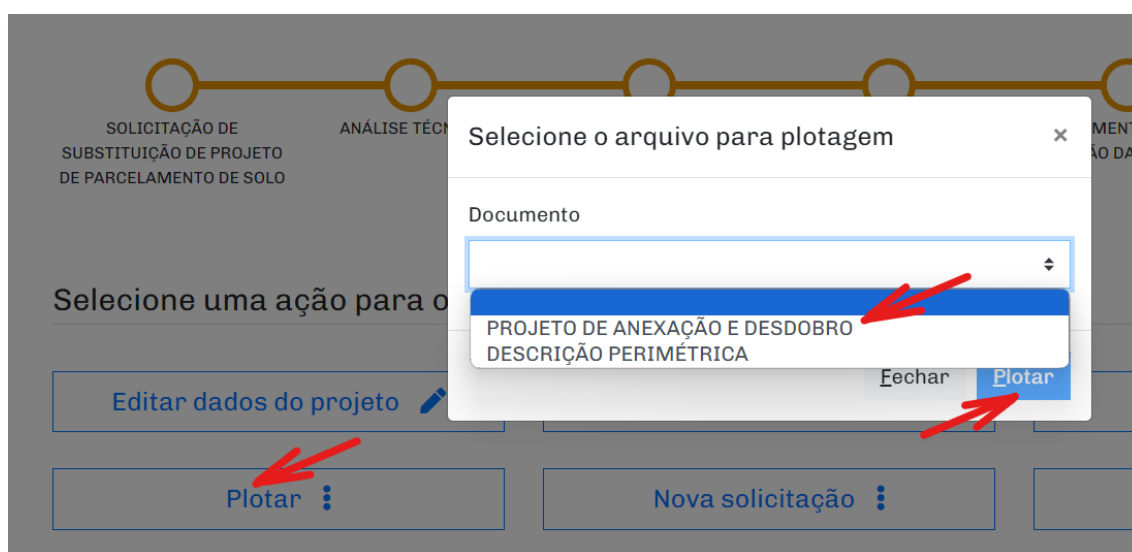 SOLICITAÇÃO DE
SUBSTITUIÇÃO DE PROJETO
DE PARCELAMENTO DE SOLO
ANÁLISE TÉCN
Selecione o arquivo para plotagem
×
Documento
PROJETO DE ANEXAÇÃO E DESDOBRO
DESCRIÇÃO PERIMÉTRICA
Fechar
Plotar
Selecione uma ação para o
Editar dados do projeto
Plotar
Nova solicitação